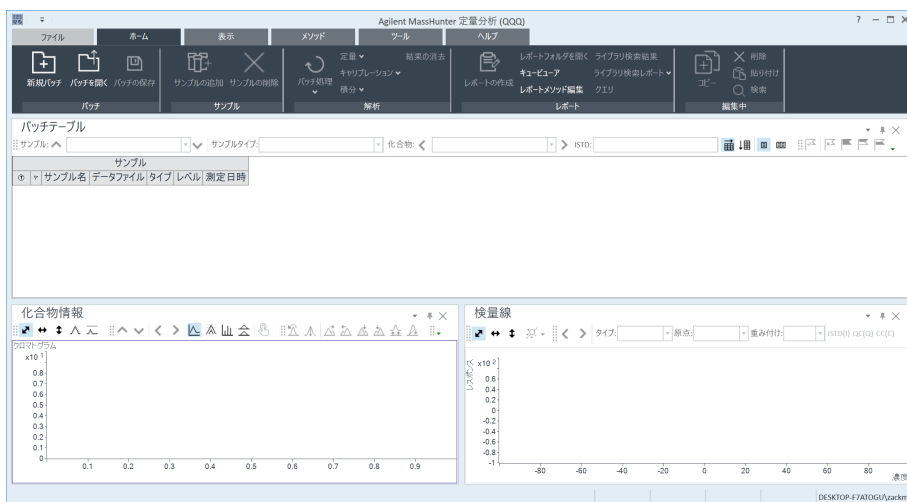 Agilent MassHunter 定量分析 (QQQ)
ファイル ホーム 表示 メソッド ツール ヘルプ
定量 結果の消去
キャリブレーション
積分
レポートフォルダを開く ライブラリ検索結果
キュービューア ライブラリ検索レポート
レポートメソッド編集 クエリ
削除
貼り付け
検索
新規バッチ バッチを開く バッチの保存 サンプルの追加 サンプルの削除 バッチ処理 レポートの作成 コピー
バッチ サンプル 解析 レポート 編集中
バッチテーブル
サンプル: サンプルタイプ: 化合物: ISTD:
サンプル
サンプル名 データファイル タイプ レベル 測定日時
化合物情報
クロマトグラム
x10 1
0.8
0.7
0.6
0.5
0.4
0.3
0.2
0.1
0
0.1 0.2 0.3 0.4 0.5 0.6 0.7 0.8 0.9
検量線
タイプ: 原点: 重み付け: ISTD(I) QC(Q) CC(C)
レスポンス
x10 2
0.6
0.4
0.2
0
-0.2
-0.4
-0.6
-0.8
-1
-80 -60 -40 -20 0 20 40 60 80
濃度
DESKTOP-F7ATOGU\zackm